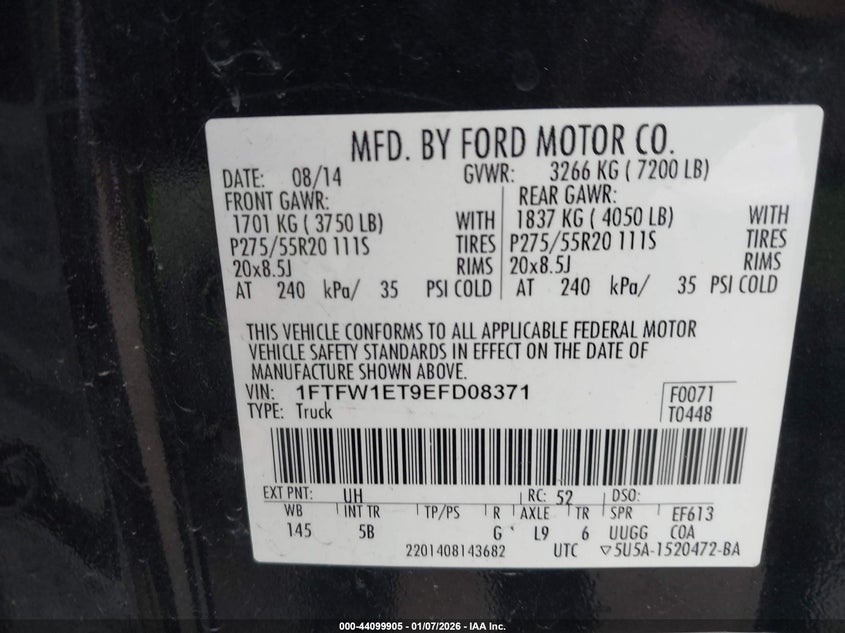 MFD. BY FORD MOTOR CO.
DATE: 08/14 GVWR: 3266 KG ( 7200 LB)
FRONT GAWR: REAR GAWR:
1701 KG ( 3750 LB) WITH 1837 KG ( 4050 LB) WITH
P275/55R20 111S TIRES P275/55R20 111S TIRES
20x8.5J RIMS 20x8.5J RIMS
AT 240 kPa/ 35 PSI COLD AT 240 kPa/ 35 PSI COLD
THIS VEHICLE CONFORMS TO ALL APPLICABLE FEDERAL MOTOR
VEHICLE SAFETY STANDARDS IN EFFECT ON THE DATE OF
MANUFACTURE SHOWN ABOVE.
VIN: 1FTFW1ET9EFD08371 F0071
TYPE: Truck T0448
EXT PNT: UH RC: 52 DSO:
WB INT TR TP/PS R AXLE TR SPR EF613
145 5B G L9 6 UUGG COA
2201408143682 UTC ▽5U5A-1520472-BA
000-44099905 - 01/07/2026 - IAA Inc.